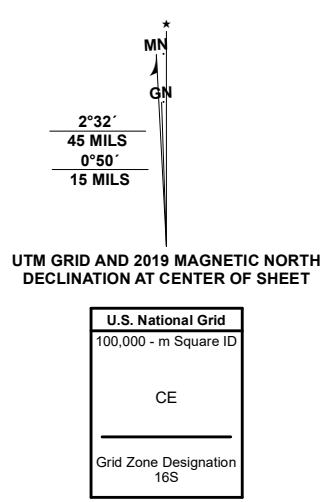 MN
GN
2°32´
45 MILS
0°50´
15 MILS
UTM GRID AND 2019 MAGNETIC NORTH
DECLINATION AT CENTER OF SHEET
U.S. National Grid
100,000 - m Square ID
CE
Grid Zone Designation
16S